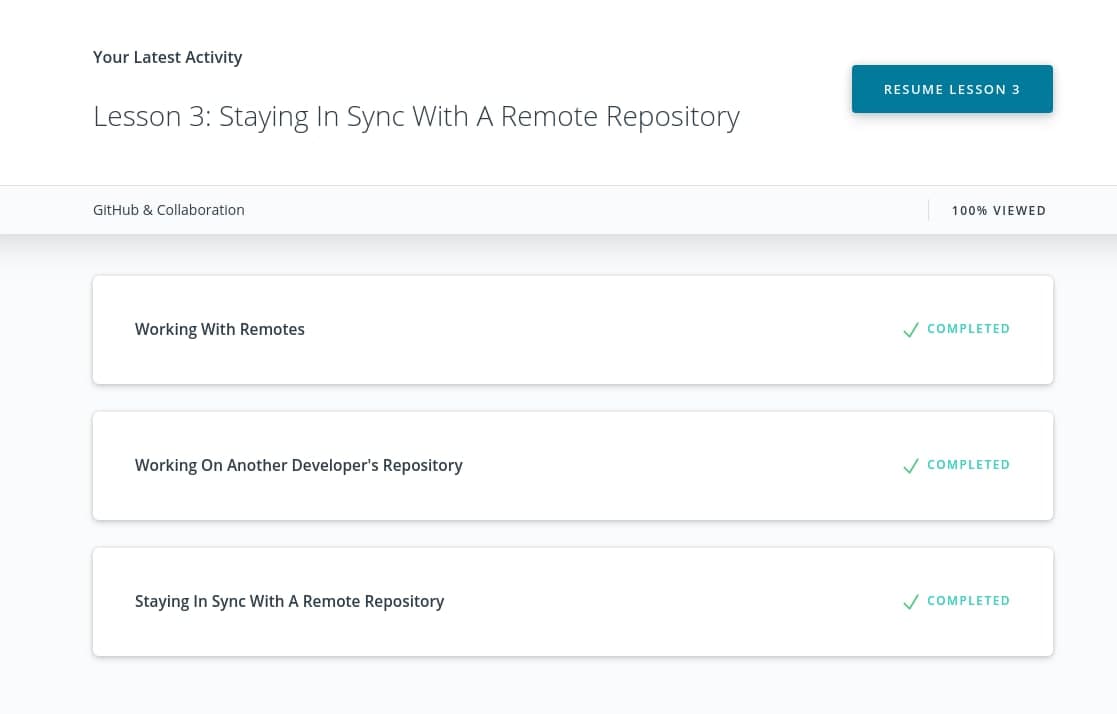 Your Latest Activity
Lesson 3: Staying In Sync With A Remote Repository
RESUME LESSON 3
GitHub & Collaboration
100% VIEWED
Working With Remotes
COMPLETED
Working On Another Developer's Repository
COMPLETED
Staying In Sync With A Remote Repository
COMPLETED